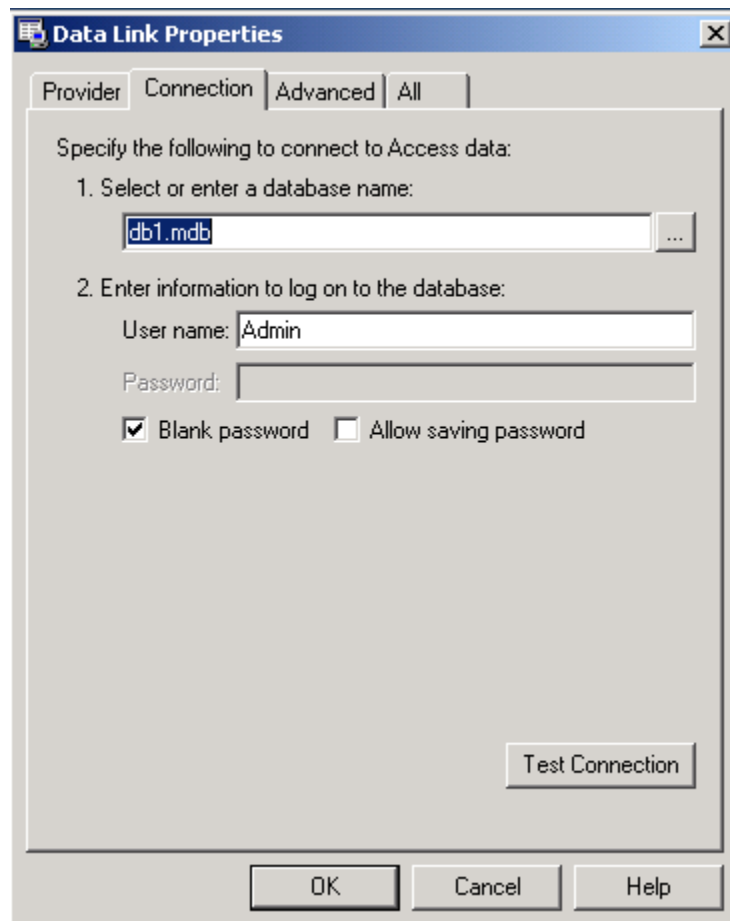 Data Link Properties
Provider Connection Advanced All
Specify the following to connect to Access data:
1. Select or enter a database name:
db1.mdb ...
2. Enter information to log on to the database:
User name: Admin
Password:
Blank password Allow saving password
Test Connection
OK Cancel Help